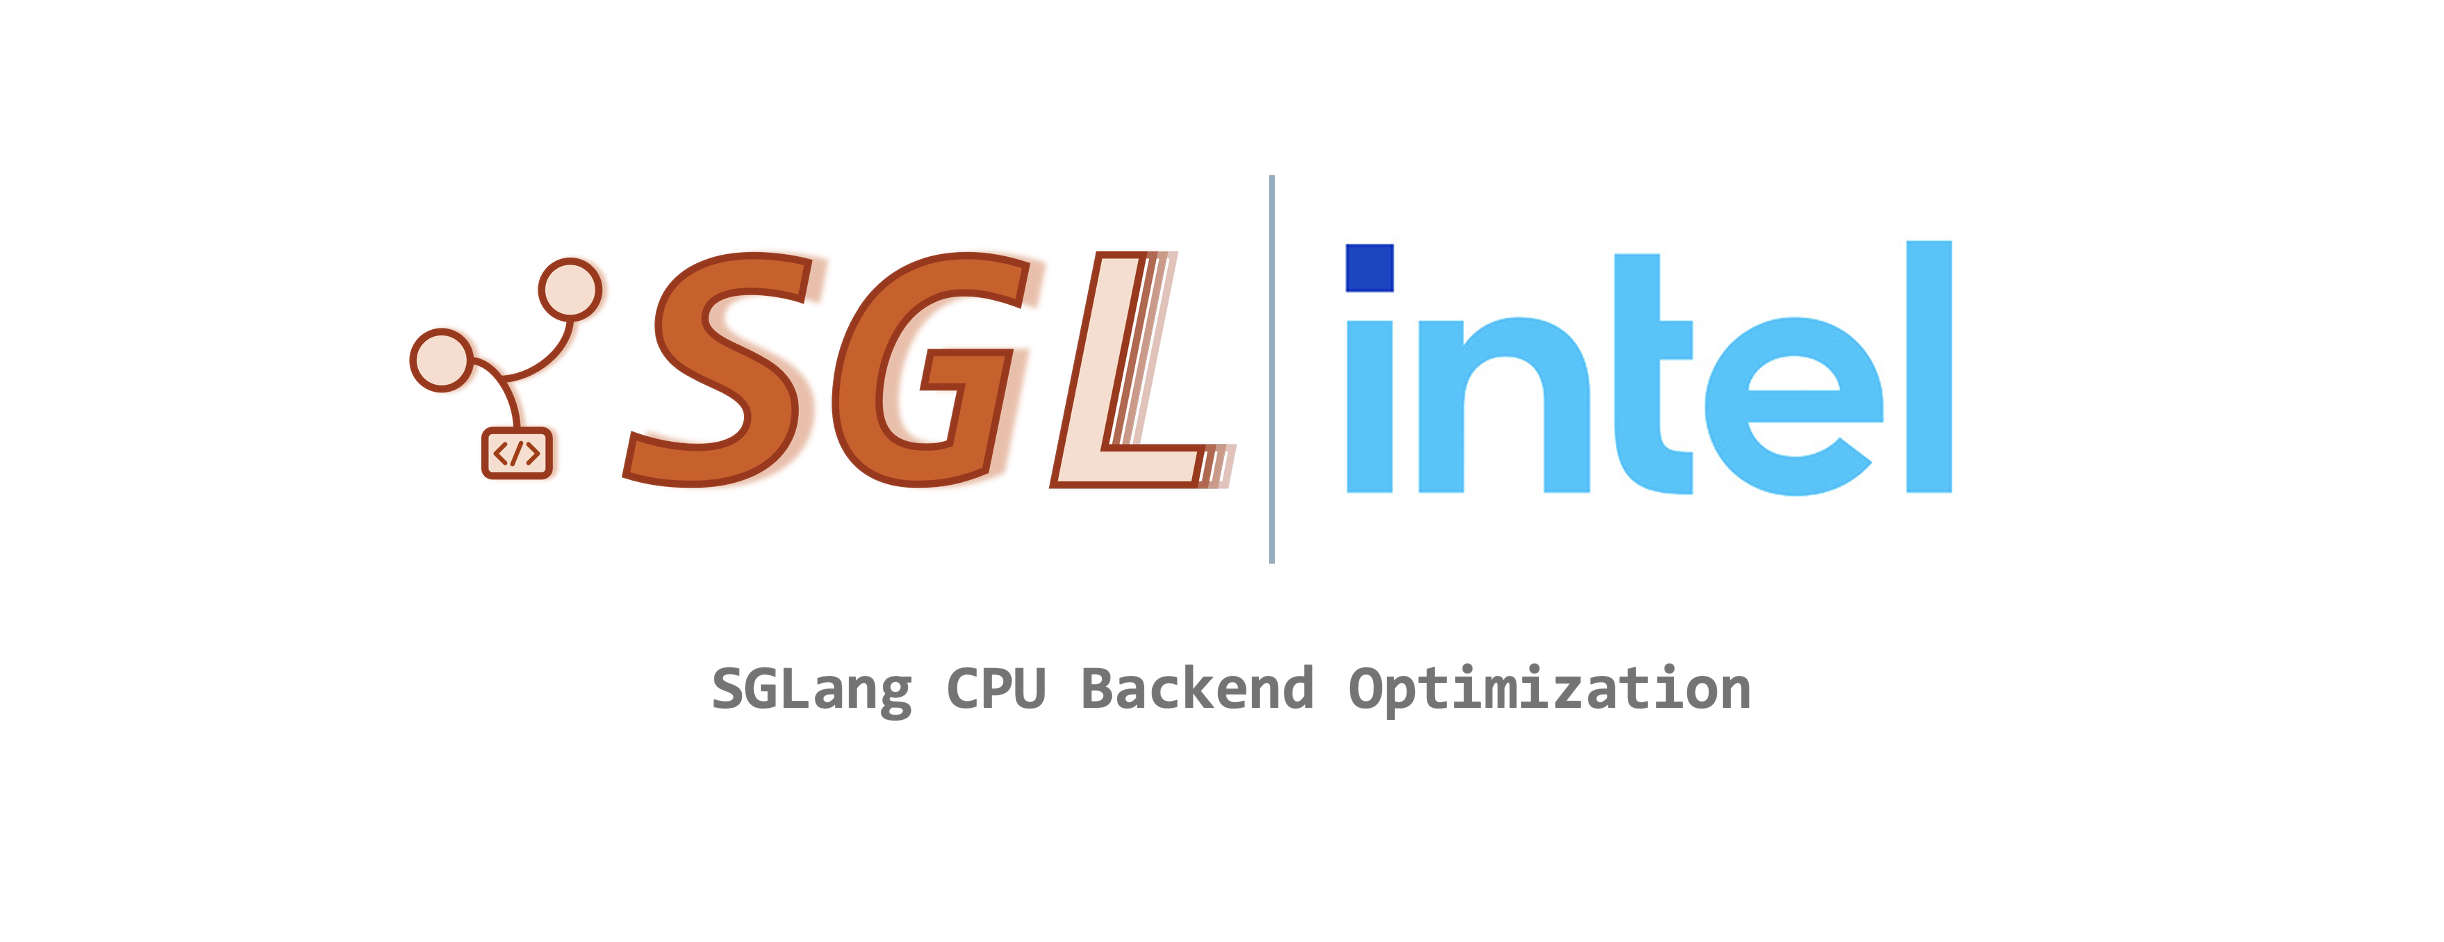 </> SGL intel
SGLang CPU Backend Optimization